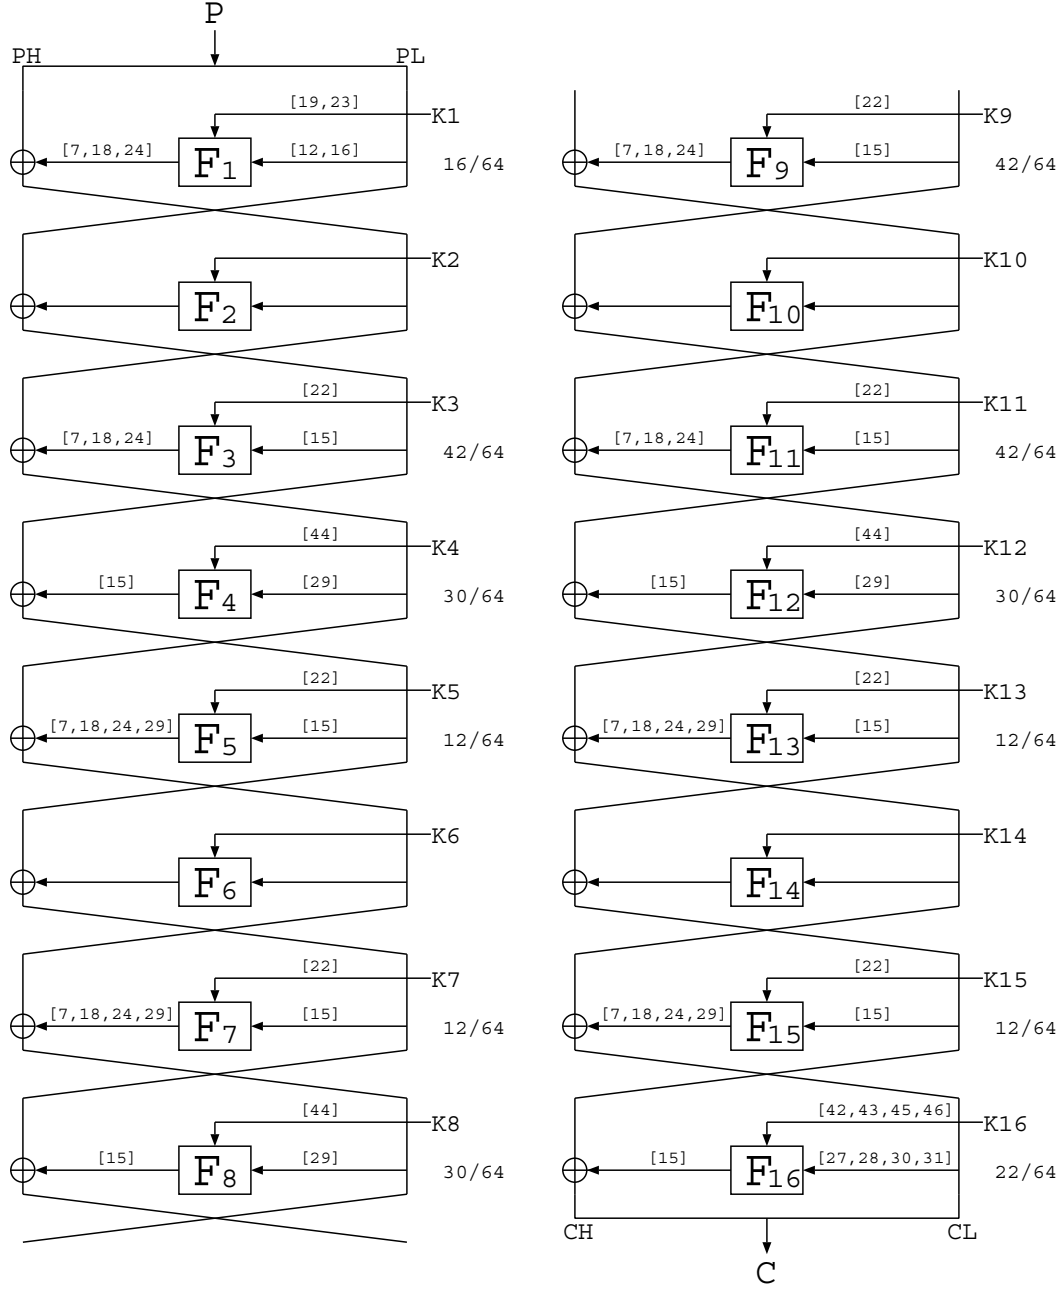 P
PH PL
[19,23] K1
[7,18,24] F1 [12,16] 16/64
K2
F2
[22] K3
[7,18,24] F3 [15] 42/64
[44] K4
[15] F4 [29] 30/64
[22] K5
[7,18,24,29] F5 [15] 12/64
K6
F6
[22] K7
[7,18,24,29] F7 [15] 12/64
[44] K8
[15] F8 [29] 30/64
[22] K9
[7,18,24] F9 [15] 42/64
K10
F10
[22] K11
[7,18,24] F11 [15] 42/64
[44] K12
[15] F12 [29] 30/64
[22] K13
[7,18,24,29] F13 [15] 12/64
K14
F14
[22] K15
[7,18,24,29] F15 [15] 12/64
[42,43,45,46] K16
[15] F16 [27,28,30,31] 22/64
CH CL
C